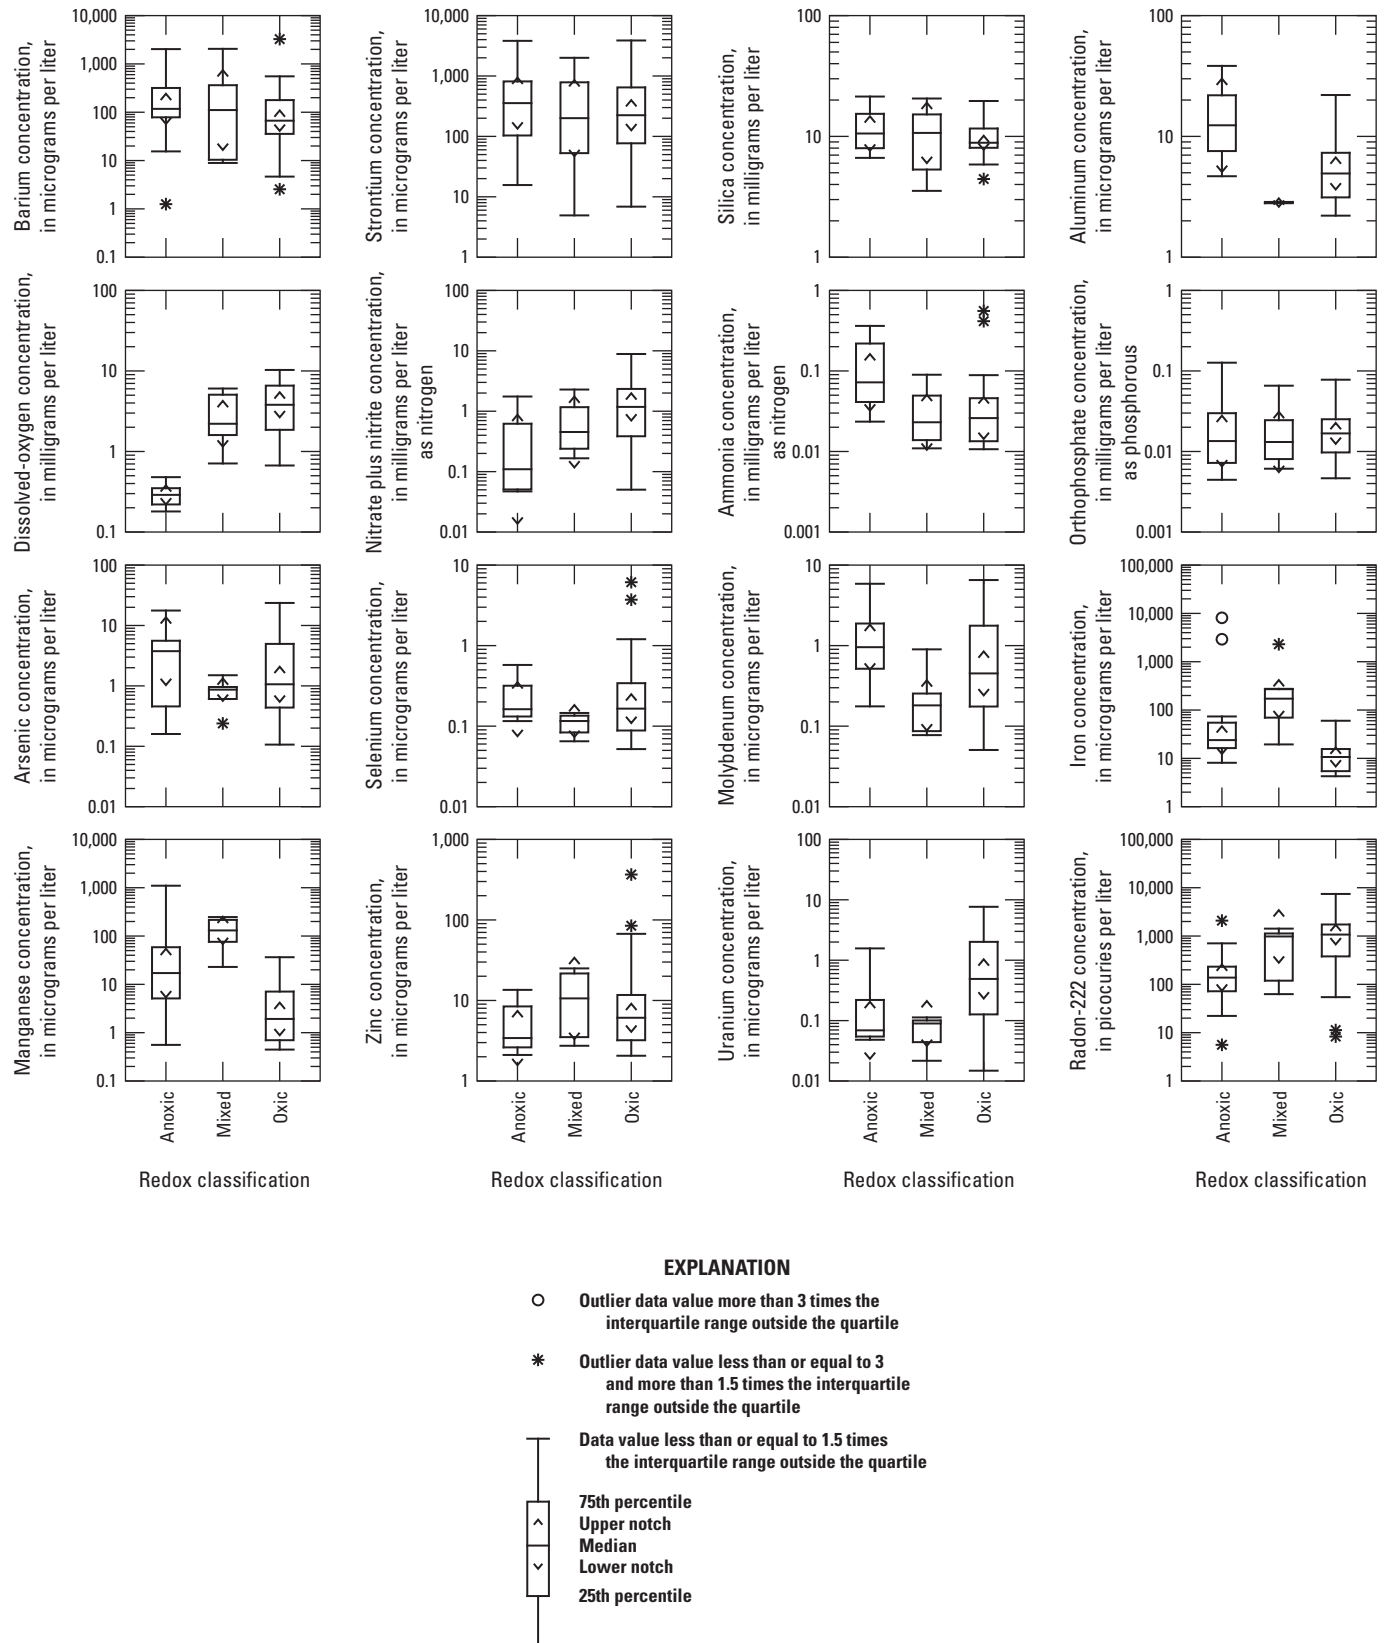 Barium concentration,
in micrograms per liter
10,000
1,000
100
10
1
0.1
Strontium concentration,
in micrograms per liter
10,000
1,000
100
10
1
Silica concentration,
in milligrams per liter
100
10
1
Aluminum concentration,
in micrograms per liter
100
10
1
Dissolved-oxygen concentration,
in milligrams per liter
100
10
1
0.1
Nitrate plus nitrite concentration,
in milligrams per liter
as nitrogen
100
10
1
0.1
0.01
Ammonia concentration,
in milligrams per liter
as nitrogen
1
0.1
0.01
0.001
Orthophosphate concentration,
in milligrams per liter
as phosphorous
1
0.1
0.01
0.001
Arsenic concentration,
in micrograms per liter
100
10
1
0.1
0.01
Selenium concentration,
in micrograms per liter
10
1
0.1
0.01
Molybdenum concentration,
in micrograms per liter
10
1
0.1
0.01
Iron concentration,
in micrograms per liter
100,000
10,000
1,000
100
10
1
Manganese concentration,
in micrograms per liter
10,000
1,000
100
10
1
0.1
Zinc concentration,
in micrograms per liter
1,000
100
10
1
Uranium concentration,
in micrograms per liter
100
10
1
0.1
0.01
Radon-222 concentration,
in picocuries per liter
100,000
10,000
1,000
100
10
1
Anoxic
Mixed
Oxic
Anoxic
Mixed
Oxic
Anoxic
Mixed
Oxic
Anoxic
Mixed
Oxic
Redox classification
Redox classification
Redox classification
Redox classification
EXPLANATION
Outlier data value more than 3 times the
interquartile range outside the quartile
Outlier data value less than or equal to 3
and more than 1.5 times the interquartile
range outside the quartile
Data value less than or equal to 1.5 times
the interquartile range outside the quartile
75th percentile
Upper notch
Median
Lower notch
25th percentile